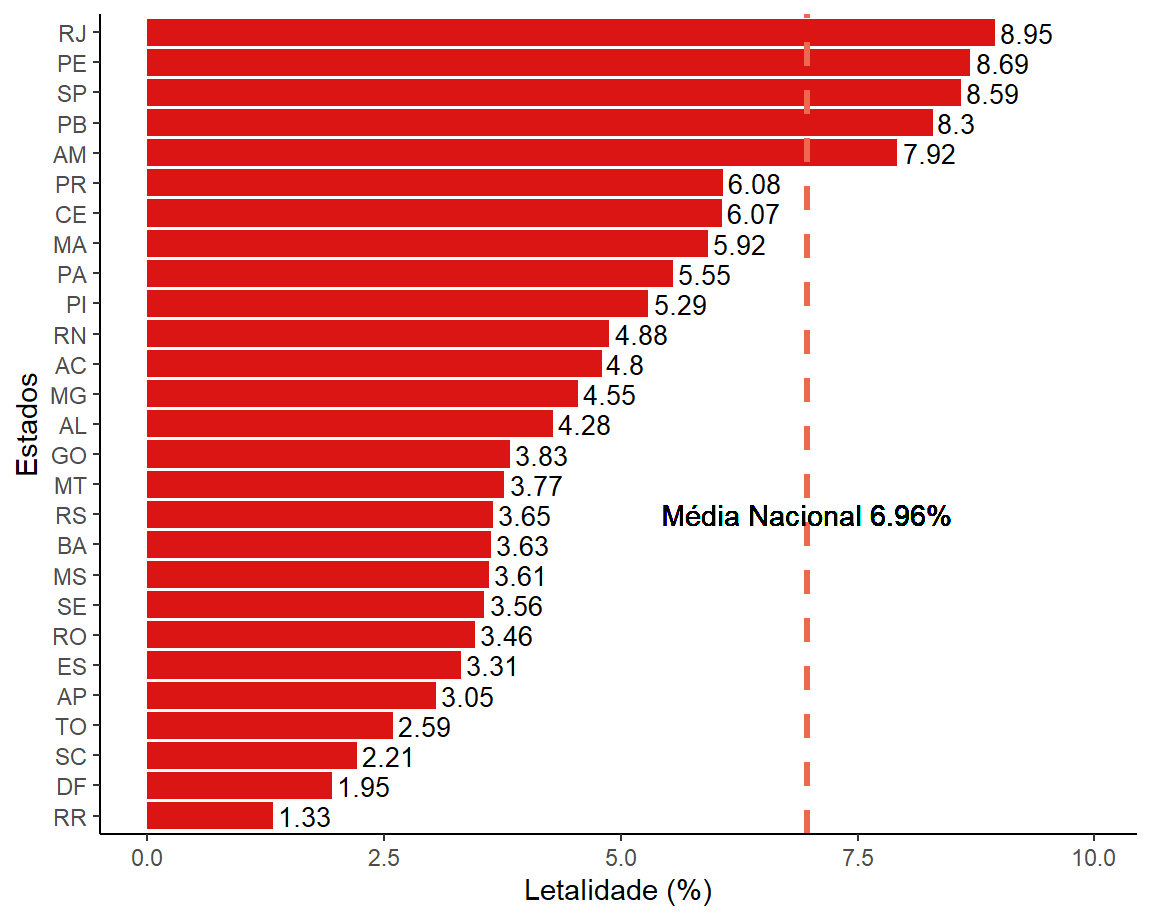 RJ 8.95
PE 8.69
SP 8.59
PB 8.3
AM 7.92
PR 6.08
CE 6.07
MA 5.92
PA 5.55
PI 5.29
RN 4.88
AC 4.8
MG 4.55
AL 4.28
GO 3.83
MT 3.77
RS 3.65
Média Nacional 6.96%
BA 3.63
MS 3.61
SE 3.56
RO 3.46
ES 3.31
AP 3.05
TO 2.59
SC 2.21
DF 1.95
RR 1.33
Estados
0.0 2.5 5.0 7.5 10.0
Letalidade (%)